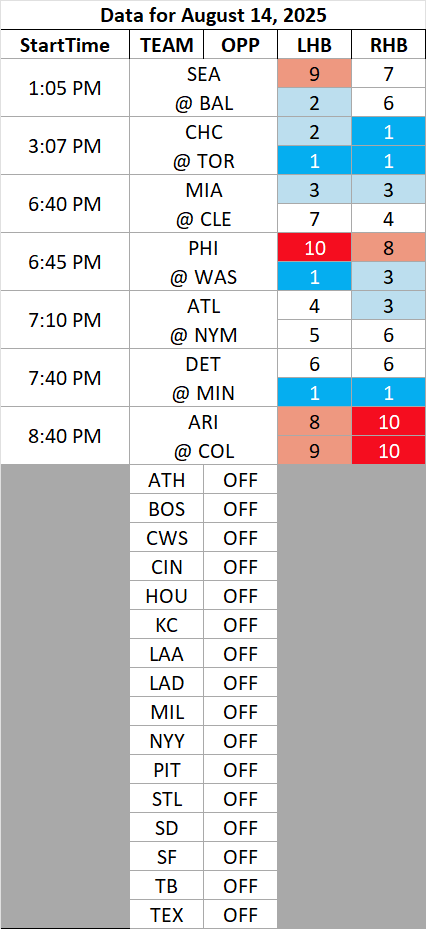 Data for August 14, 2025
StartTime TEAM OPP LHB RHB
1:05 PM SEA 9 7
@ BAL 2 6
3:07 PM CHC 2 1
@ TOR 1 1
6:40 PM MIA 3 3
@ CLE 7 4
6:45 PM PHI 10 8
@ WAS 1 3
7:10 PM ATL 4 3
@ NYM 5 6
7:40 PM DET 6 6
@ MIN 1 1
8:40 PM ARI 8 10
@ COL 9 10
ATH OFF
BOS OFF
CWS OFF
CIN OFF
HOU OFF
KC OFF
LAA OFF
LAD OFF
MIL OFF
NYY OFF
PIT OFF
STL OFF
SD OFF
SF OFF
TB OFF
TEX OFF